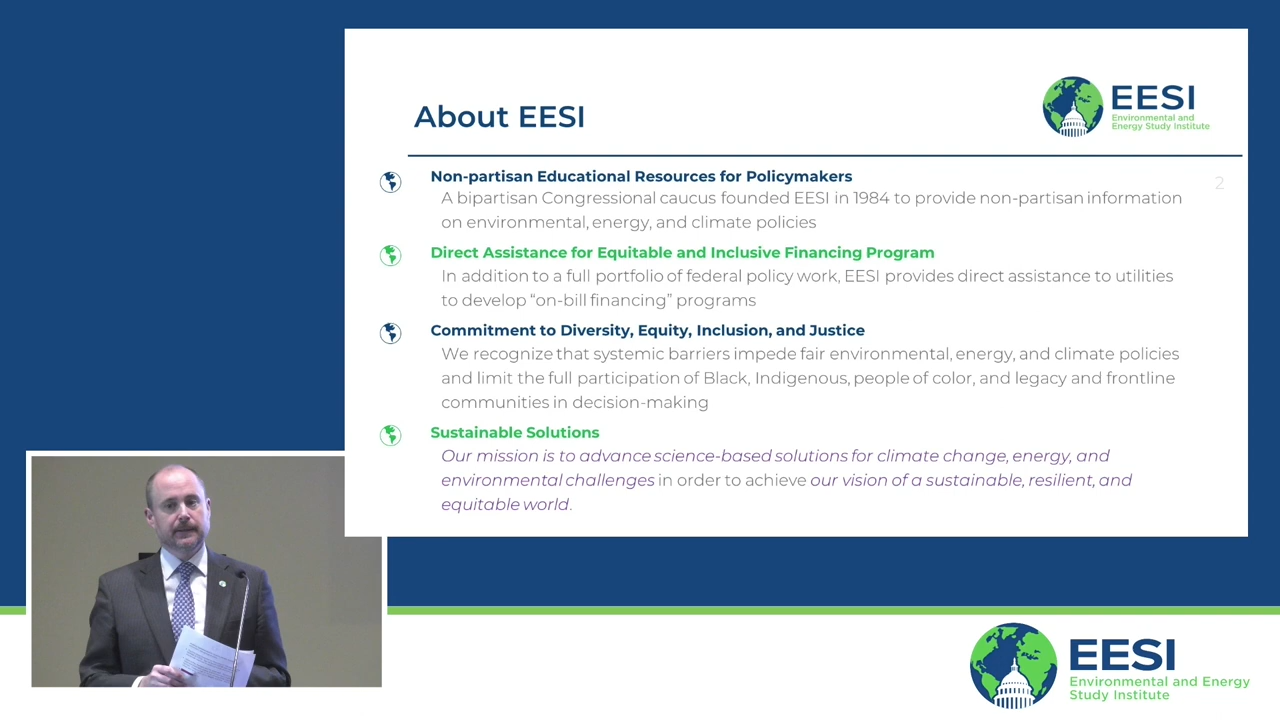 About EESI
EESI
Environmental and
Energy Study Institute
2
Non-partisan Educational Resources for Policymakers
A bipartisan Congressional caucus founded EESI in 1984 to provide non-partisan information
on environmental, energy, and climate policies
Direct Assistance for Equitable and Inclusive Financing Program
In addition to a full portfolio of federal policy work, EESI provides direct assistance to utilities
to develop “on-bill financing” programs
Commitment to Diversity, Equity, Inclusion, and Justice
We recognize that systemic barriers impede fair environmental, energy, and climate policies
and limit the full participation of Black, Indigenous, people of color, and legacy and frontline
communities in decision-making
Sustainable Solutions
Our mission is to advance science-based solutions for climate change, energy, and
environmental challenges in order to achieve our vision of a sustainable, resilient, and
equitable world.
EESI
Environmental and Energy
Study Institute